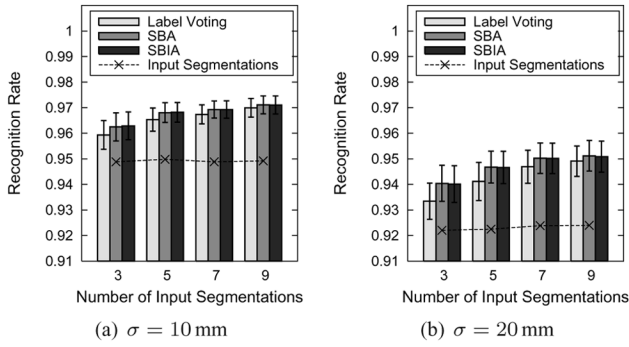 Label Voting
SBA
SBIA
Input Segmentations
1
0.99
0.98
0.97
0.96
0.95
0.94
0.93
0.92
0.91
Recognition Rate
3 5 7 9
Number of Input Segmentations
(a) σ = 10 mm
Label Voting
SBA
SBIA
Input Segmentations
1
0.99
0.98
0.97
0.96
0.95
0.94
0.93
0.92
0.91
Recognition Rate
3 5 7 9
Number of Input Segmentations
(b) σ = 20 mm